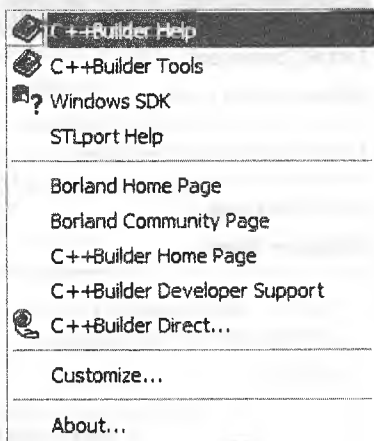 C++Builder Help
C++Builder Tools
Windows SDK
STLport Help
Borland Home Page
Borland Community Page
C++Builder Home Page
C++Builder Developer Support
C++Builder Direct...
Customize...
About...